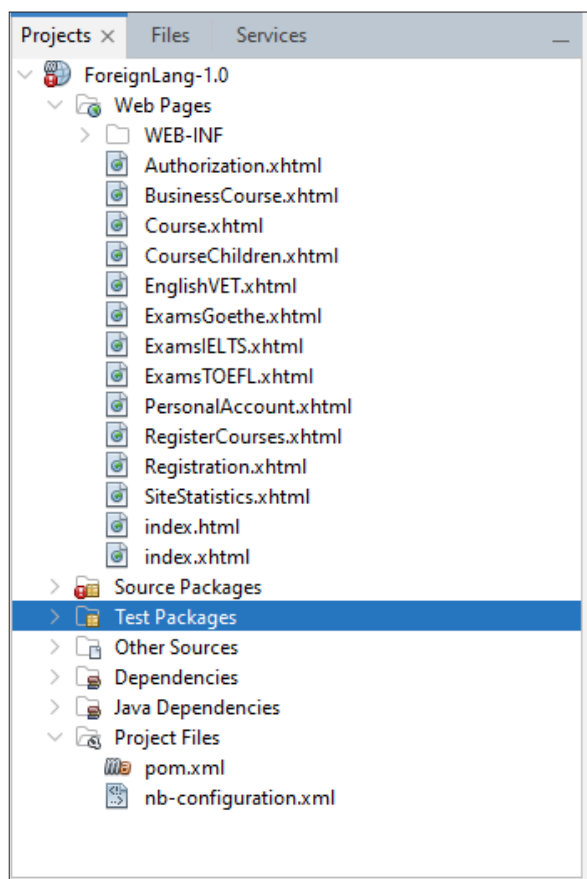 Projects × Files Services
ForeignLang-1.0
Web Pages
WEB-INF
Authorization.xhtml
BusinessCourse.xhtml
Course.xhtml
CourseChildren.xhtml
EnglishVET.xhtml
ExamsGoethe.xhtml
ExamsIELTS.xhtml
ExamsTOEFL.xhtml
PersonalAccount.xhtml
RegisterCourses.xhtml
Registration.xhtml
SiteStatistics.xhtml
index.html
index.xhtml
Source Packages
Test Packages
Other Sources
Dependencies
Java Dependencies
Project Files
pom.xml
nb-configuration.xml